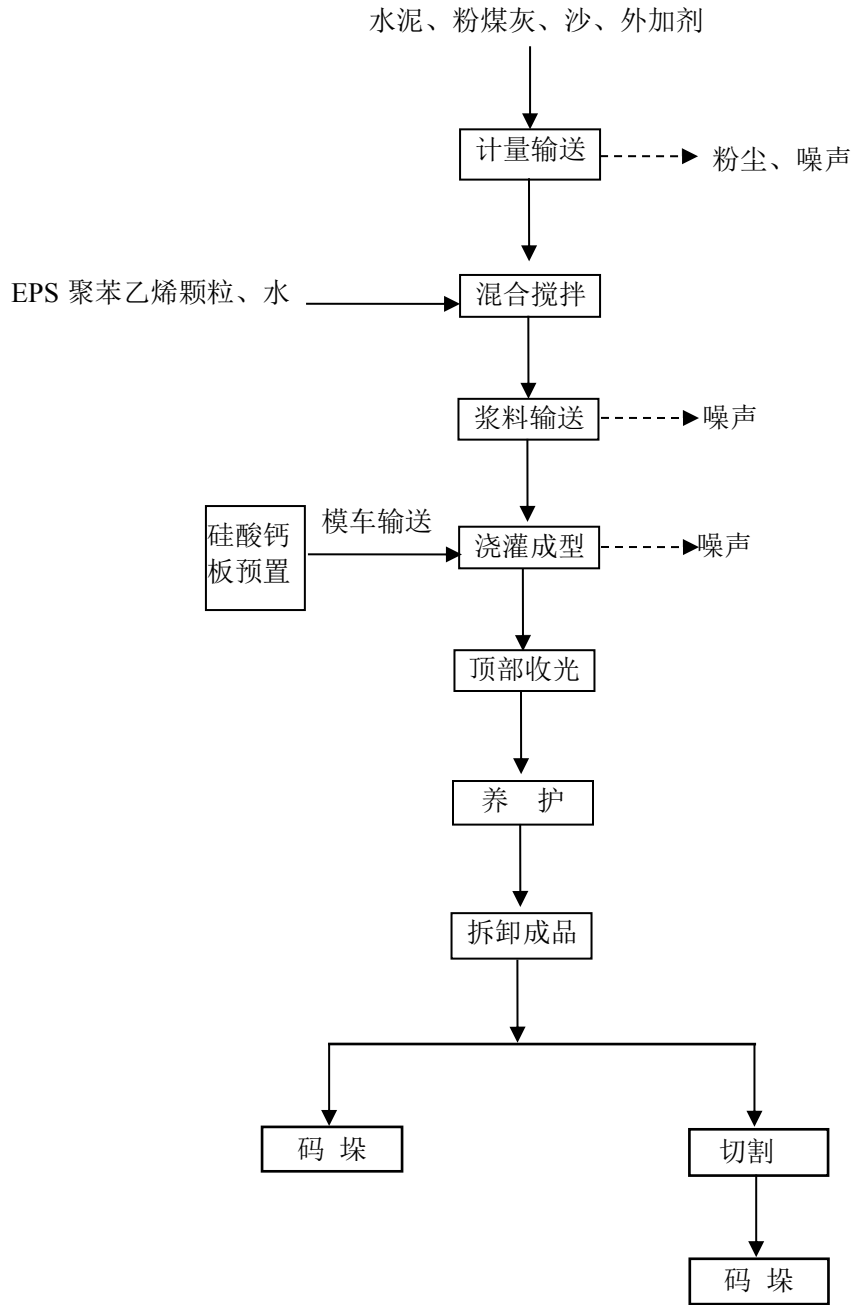 水泥、粉煤灰、沙、外加剂
计量输送
粉尘、噪声
EPS 聚苯乙烯颗粒、水
混合搅拌
浆料输送
噪声
硅酸钙
板预置
模车输送
浇灌成型
噪声
顶部收光
养 护
拆卸成品
码 垛
切割
码 垛